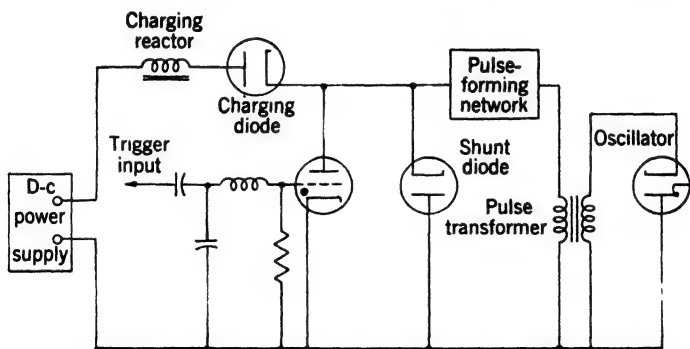 Charging
reactor
Charging
diode
Pulse-
forming
network
Oscillator
Trigger
input
Shunt
diode
D-c
power
supply
Pulse
transformer